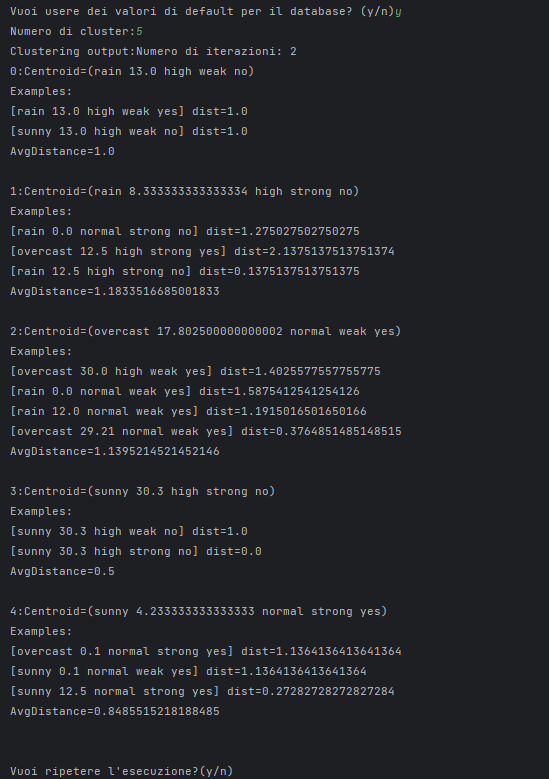 Vuoi usere dei valori di default per il database? (y/n)y
Numero di cluster:5
Clustering output:Numero di iterazioni: 2
0:Centroid=(rain 13.0 high weak no)
Examples:
[rain 13.0 high weak yes] dist=1.0
[sunny 13.0 high weak no] dist=1.0
AvgDistance=1.0
1:Centroid=(rain 8.333333333333334 high strong no)
Examples:
[rain 0.0 normal strong no] dist=1.275027502750275
[overcast 12.5 high strong yes] dist=2.1375137513751374
[rain 12.5 high strong no] dist=0.1375137513751375
AvgDistance=1.1833516685001833
2:Centroid=(overcast 17.802500000000002 normal weak yes)
Examples:
[overcast 30.0 high weak yes] dist=1.4025577557755775
[rain 0.0 normal weak yes] dist=1.5875412541254126
[rain 12.0 normal weak yes] dist=1.1915016501650166
[overcast 29.21 normal weak yes] dist=0.3764851485148515
AvgDistance=1.1395214521452146
3:Centroid=(sunny 30.3 high strong no)
Examples:
[sunny 30.3 high weak no] dist=1.0
[sunny 30.3 high strong no] dist=0.0
AvgDistance=0.5
4:Centroid=(sunny 4.233333333333333 normal strong yes)
Examples:
[overcast 0.1 normal strong yes] dist=1.1364136413641364
[sunny 0.1 normal weak yes] dist=1.1364136413641364
[sunny 12.5 normal strong yes] dist=0.27282728272827284
AvgDistance=0.8485515218188485
Vuoi ripetere l'esecuzione?(y/n)